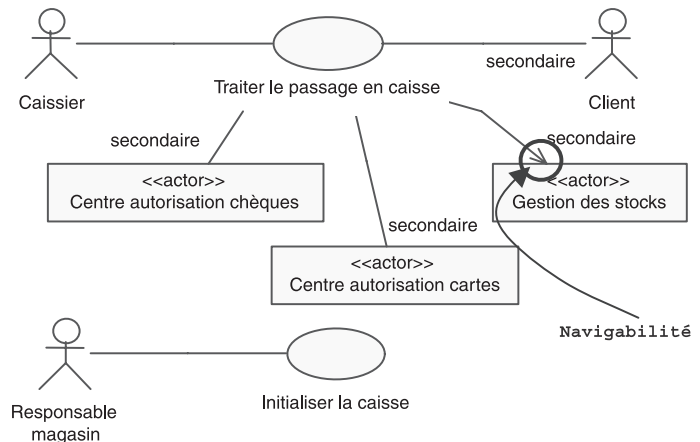 secondaire
Caissier
Traiter le passage en caisse
Client
secondaire
secondaire
<<actor>>
Centre autorisation chèques
<<actor>>
Gestion des stocks
secondaire
<<actor>>
Centre autorisation cartes
Navigabilité
Initialiser la caisse
Responsable
magasin